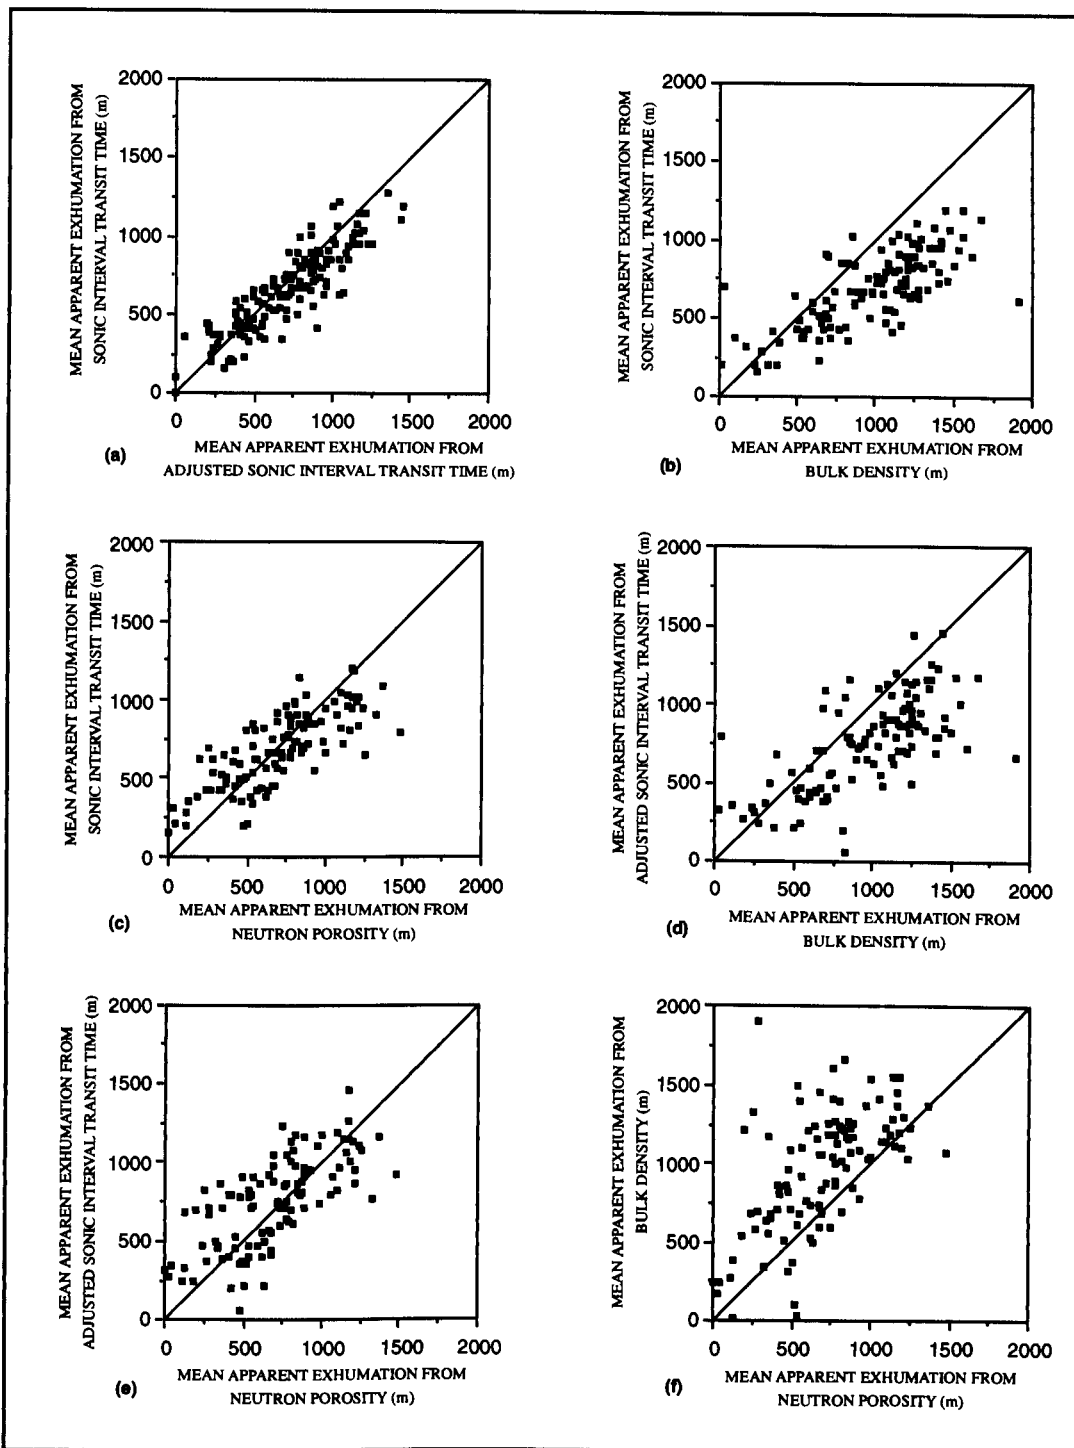 MEAN APPARENT EXHUMATION FROM
SONIC INTERVAL TRANSIT TIME (m)
2000
1500
1000
500
0
0 500 1000 1500 2000
MEAN APPARENT EXHUMATION FROM
ADJUSTED SONIC INTERVAL TRANSIT TIME (m)
(a)
MEAN APPARENT EXHUMATION FROM
SONIC INTERVAL TRANSIT TIME (m)
2000
1500
1000
500
0
0 500 1000 1500 2000
MEAN APPARENT EXHUMATION FROM
BULK DENSITY (m)
(b)
MEAN APPARENT EXHUMATION FROM
SONIC INTERVAL TRANSIT TIME (m)
2000
1500
1000
500
0
0 500 1000 1500 2000
MEAN APPARENT EXHUMATION FROM
NEUTRON POROSITY (m)
(c)
MEAN APPARENT EXHUMATION FROM
ADJUSTED SONIC INTERVAL TRANSIT TIME (m)
2000
1500
1000
500
0
0 500 1000 1500 2000
MEAN APPARENT EXHUMATION FROM
BULK DENSITY (m)
(d)
MEAN APPARENT EXHUMATION FROM
ADJUSTED SONIC INTERVAL TRANSIT TIME (m)
2000
1500
1000
500
0
0 500 1000 1500 2000
MEAN APPARENT EXHUMATION FROM
NEUTRON POROSITY (m)
(e)
MEAN APPARENT EXHUMATION FROM
BULK DENSITY (m)
2000
1500
1000
500
0
0 500 1000 1500 2000
MEAN APPARENT EXHUMATION FROM
NEUTRON POROSITY (m)
(f)